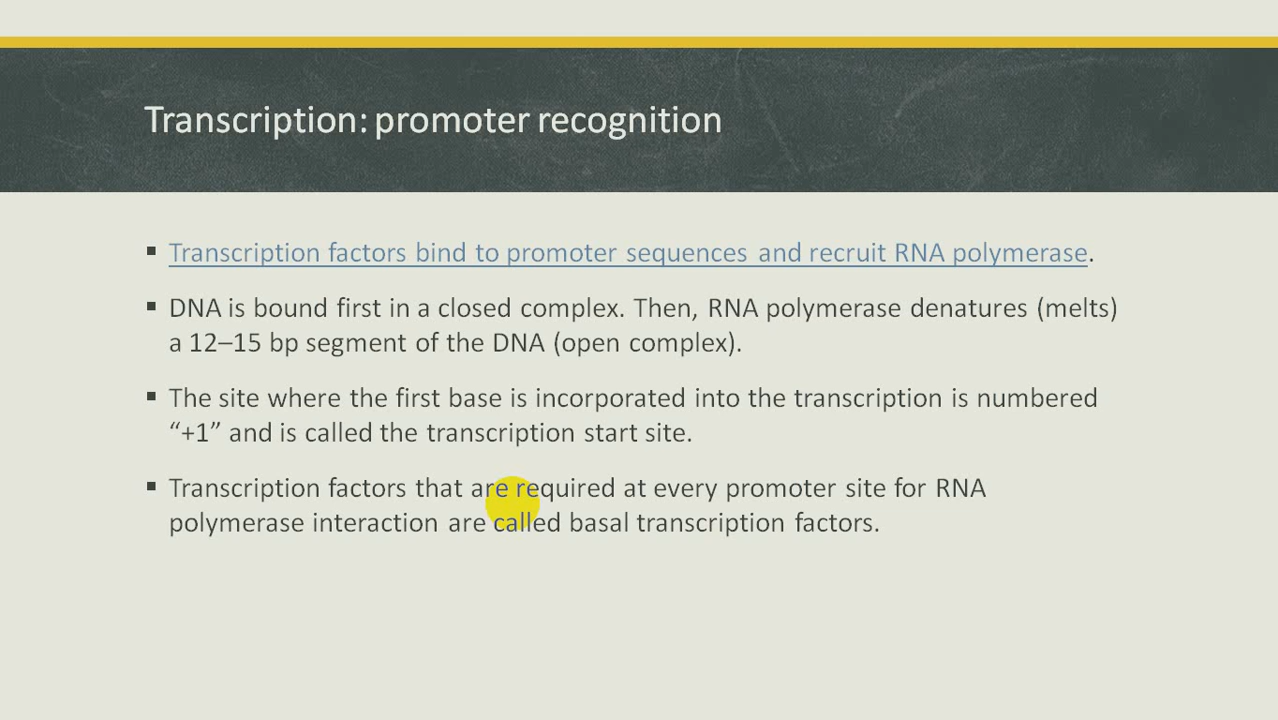 Transcription: promoter recognition
▪ Transcription factors bind to promoter sequences and recruit RNA polymerase.
▪ DNA is bound first in a closed complex. Then, RNA polymerase denatures (melts)
a 12–15 bp segment of the DNA (open complex).
▪ The site where the first base is incorporated into the transcription is numbered
“+1” and is called the transcription start site.
▪ Transcription factors that are required at every promoter site for RNA
polymerase interaction are called basal transcription factors.